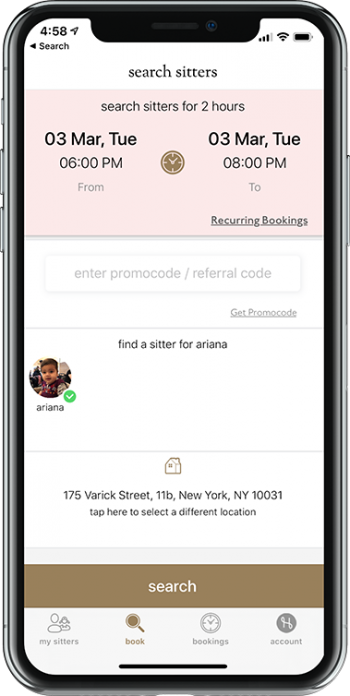 4:58
Search
search sitters
search sitters for 2 hours
03 Mar, Tue
03 Mar, Tue
06:00 PM
08:00 PM
From
To
Recurring Bookings
enter promocode / referral code
Get Promocode
find a sitter for ariana
ariana
175 Varick Street, 11b, New York, NY 10031
tap here to select a different location
search
my sitters
book
bookings
account